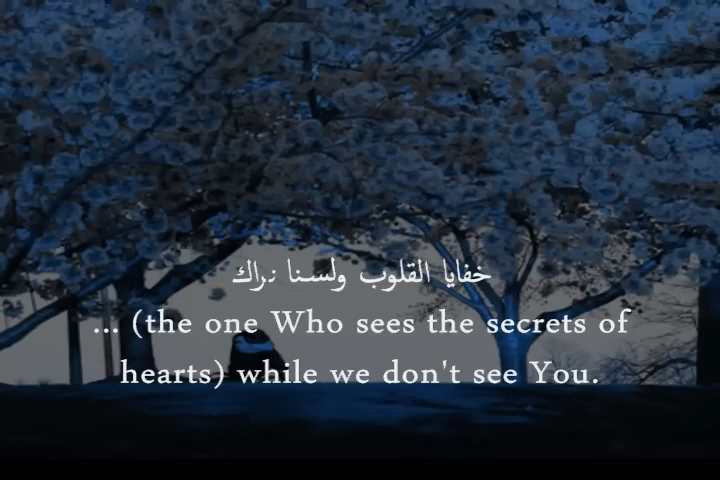 خفايا القلوب ولسنا نراك
... (the one Who sees the secrets of
hearts) while we don't see You.